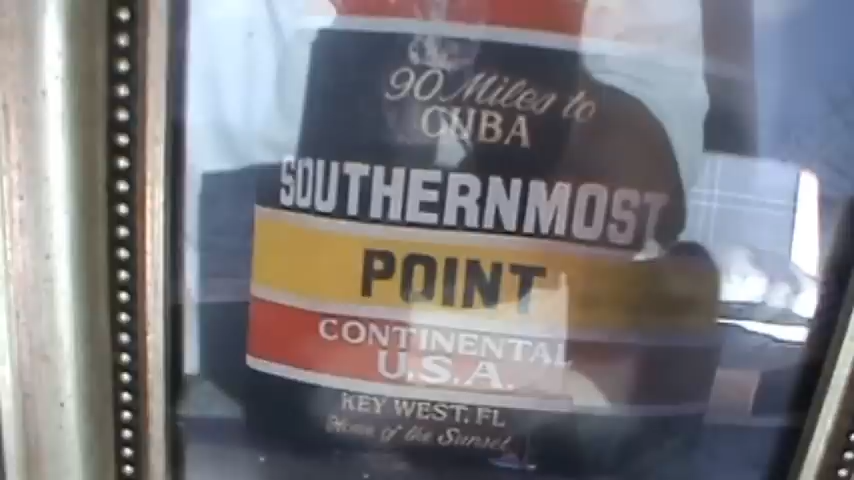 90 Miles to
CUBA
SOUTHERNMOST
POINT
CONTINENTAL
U.S.A.
KEY WEST, FL
Home of the Sunset